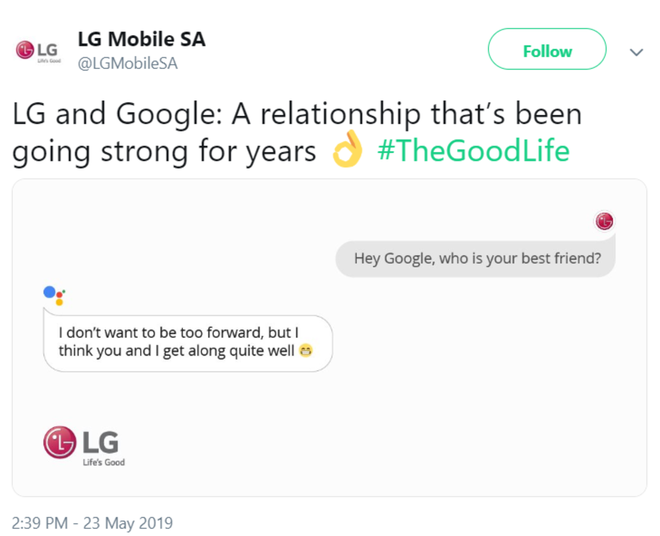 LG Mobile SA
@LGMobileSA
LG
Life's Good
Follow
LG and Google: A relationship that's been
going strong for years 👌 #TheGoodLife
Hey Google, who is your best friend?
I don't want to be too forward, but I
think you and I get along quite well 😁
LG
Life's Good
2:39 PM - 23 May 2019